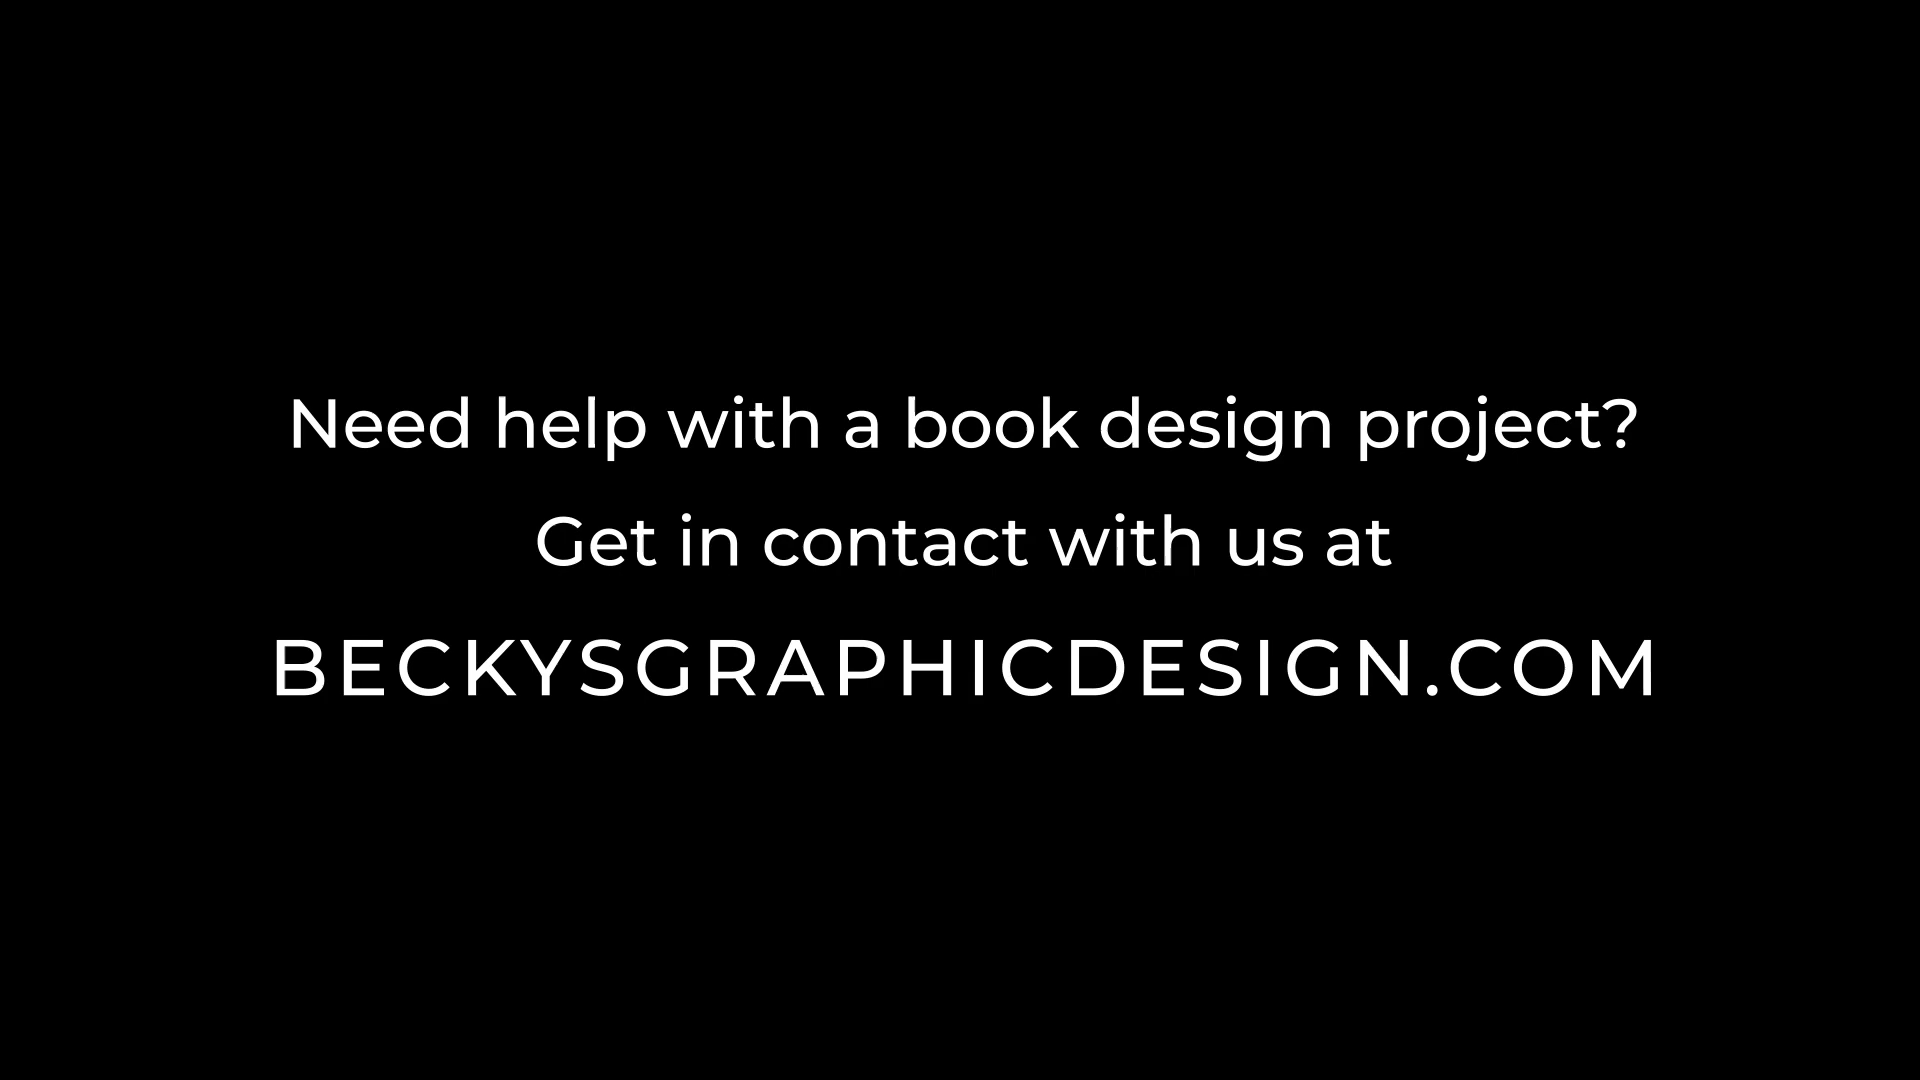 Need help with a book design project?
Get in contact with us at
BECKYSGRAPHICDESIGN.COM